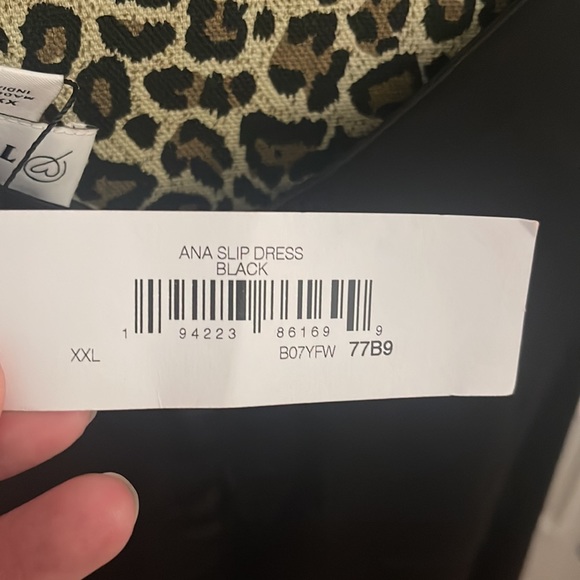 ANA SLIP DRESS
BLACK
1 94223 86169 9
XXL B07YFW 77B9
L